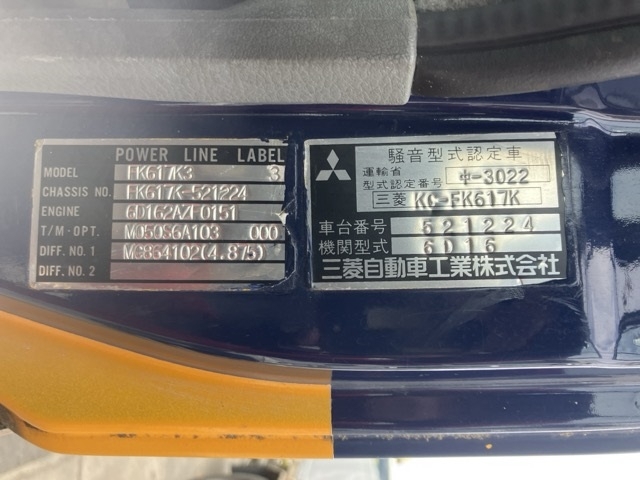 POWER LINE LABEL
MODEL FK617K3 3
CHASSIS NO. FK617K-521224
ENGINE 6D162AZF0151
T/M-OPT. M050S6A103 000
DIFF. NO. 1 MC864102(4.875)
DIFF. NO. 2
騒音型式認定車
運輸省
型式認定番号 中-3022
三菱 KC-FK617K
車台番号 521224
機関型式 6D16
三菱自動車工業株式会社